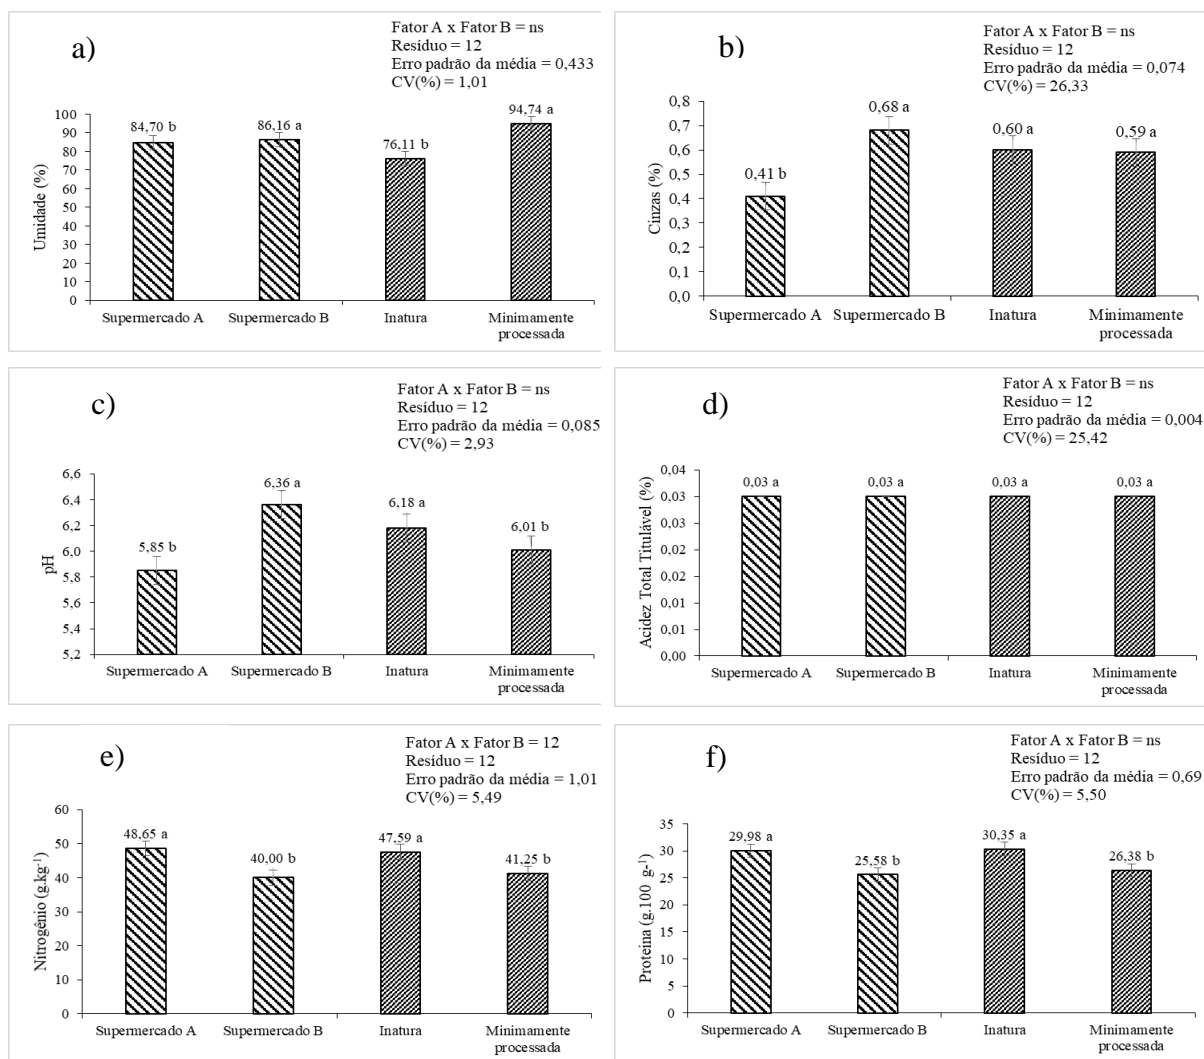 a)
Fator A x Fator B = ns
Resíduo = 12
Erro padrão da média = 0,433
CV(%) = 1,01
Umidade (%)
100
90
80
70
60
50
40
30
20
10
0
84,70 b
86,16 a
76,11 b
94,74 a
Supermercado A
Supermercado B
Inatura
Minimamente
processada
b)
Fator A x Fator B = ns
Resíduo = 12
Erro padrão da média = 0,074
CV(%) = 26,33
Cinzas (%)
0,8
0,7
0,6
0,5
0,4
0,3
0,2
0,1
0,0
0,41 b
0,68 a
0,60 a
0,59 a
Supermercado A
Supermercado B
Inatura
Minimamente
processada
c)
Fator A x Fator B = ns
Resíduo = 12
Erro padrão da média = 0,085
CV(%) = 2,93
pH
6,6
6,4
6,2
6,0
5,8
5,6
5,4
5,2
5,85 b
6,36 a
6,18 a
6,01 b
Supermercado A
Supermercado B
Inatura
Minimamente
processada
d)
Fator A x Fator B = ns
Resíduo = 12
Erro padrão da média = 0,004
CV(%) = 25,42
Acidez Total Titulável (%)
0,04
0,03
0,03
0,02
0,02
0,01
0,01
0,00
0,03 a
0,03 a
0,03 a
0,03 a
Supermercado A
Supermercado B
Inatura
Minimamente
processada
e)
Fator A x Fator B = 12
Resíduo = 12
Erro padrão da média = 1,01
CV(%) = 5,49
Nitrogênio (g.kg⁻¹)
60
50
40
30
20
10
0
48,65 a
40,00 b
47,59 a
41,25 b
Supermercado A
Supermercado B
Inatura
Minimamente
processada
f)
Fator A x Fator B = ns
Resíduo = 12
Erro padrão da média = 0,69
CV(%) = 5,50
Proteina (g.100 g-¹)
35
30
25
20
15
10
5
0
29,98 a
25,58 b
30,35 a
26,38 b
Supermercado A
Supermercado B
Inatura
Minimamente
processada